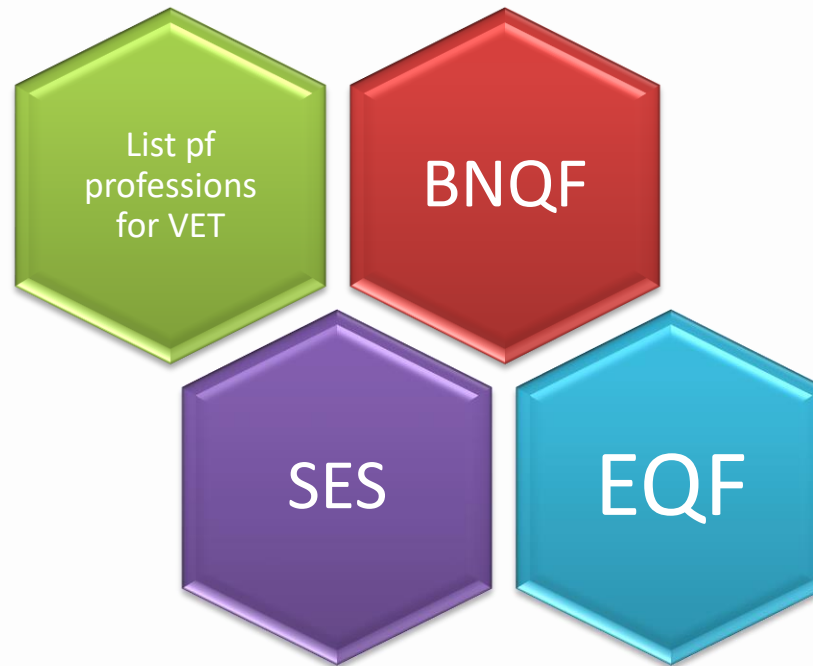 List pf
professions
for VET
BNQF
SES
EQF